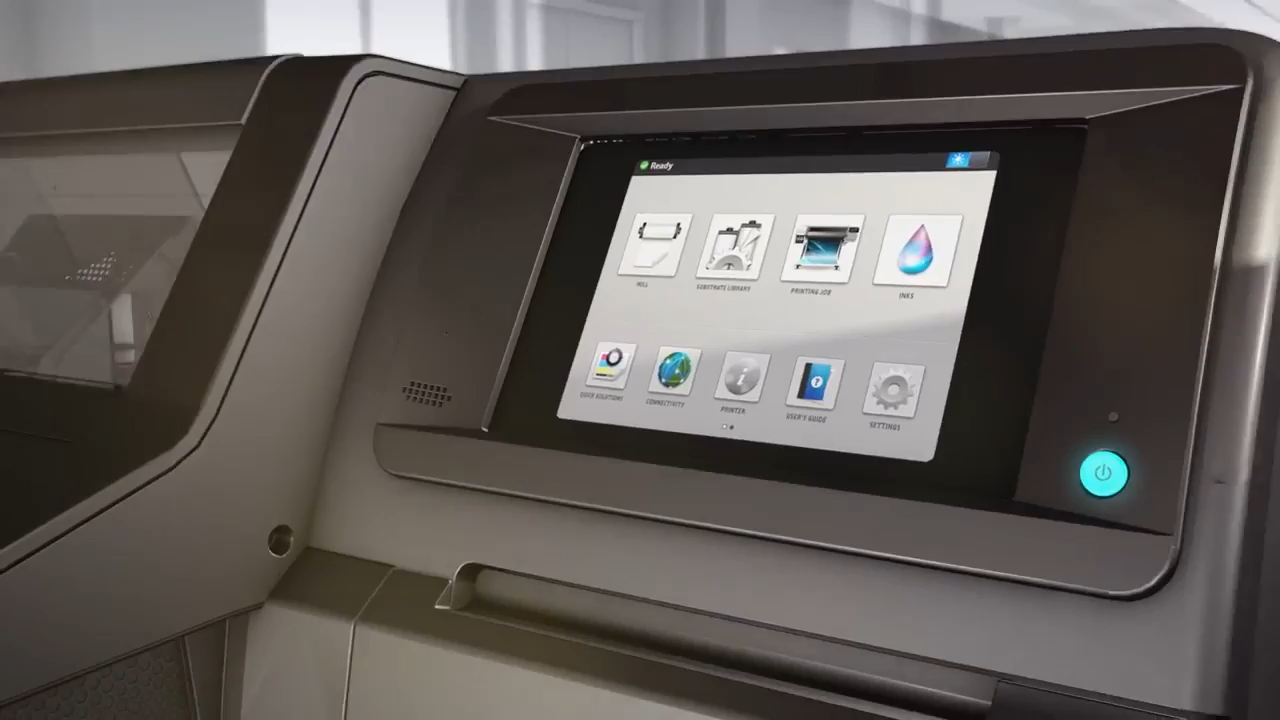 Ready
ROLL
SUBSTRATE LIBRARY
PRINTING JOB
INKS
QUICK SOLUTIONS
CONNECTIVITY
PRINTER
USER'S GUIDE
SETTINGS